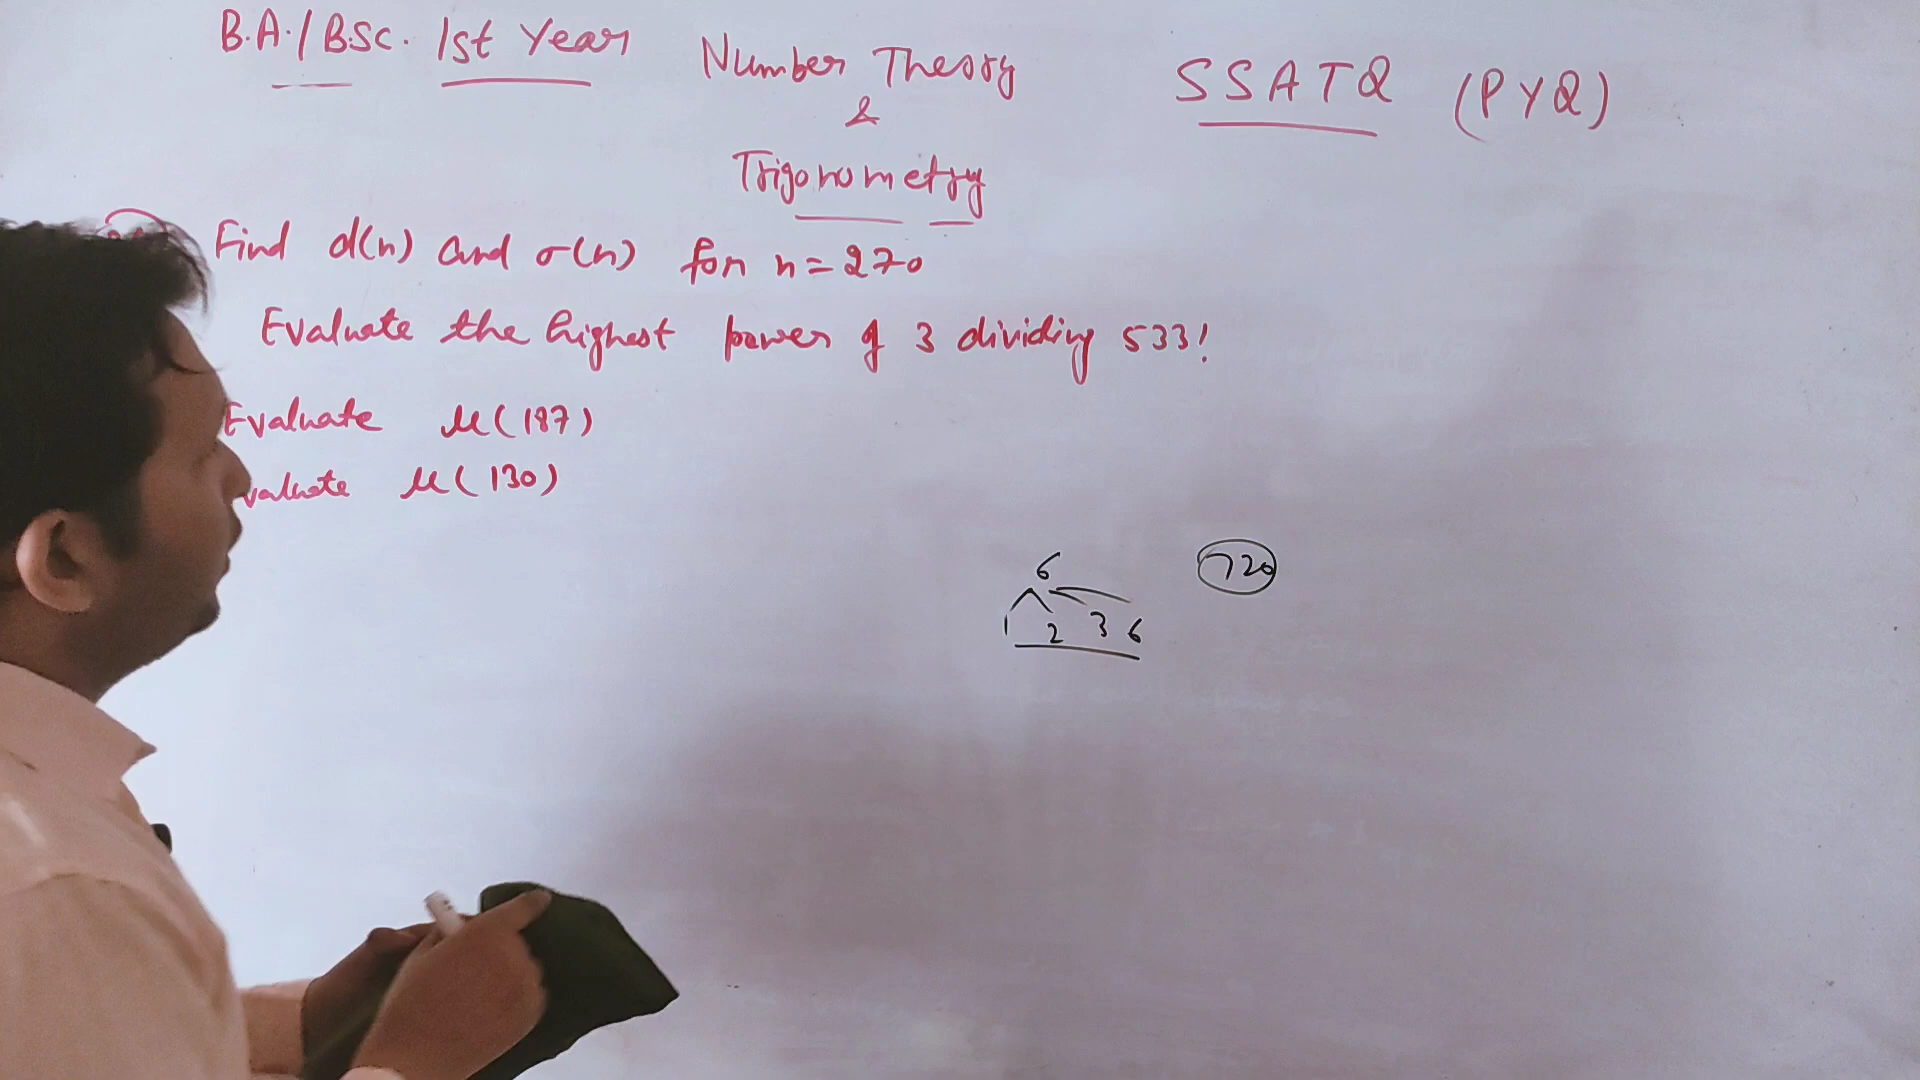 B.A./B.Sc. 1st Year
Number Theory
&
Trigonometry
SSATQ (PYQ)
Find d(n) and σ(n) for n=270
Evaluate the highest power of 3 dividing 533!
Evaluate μ(187)
valuate μ(130)
6
1 2 3 6
720